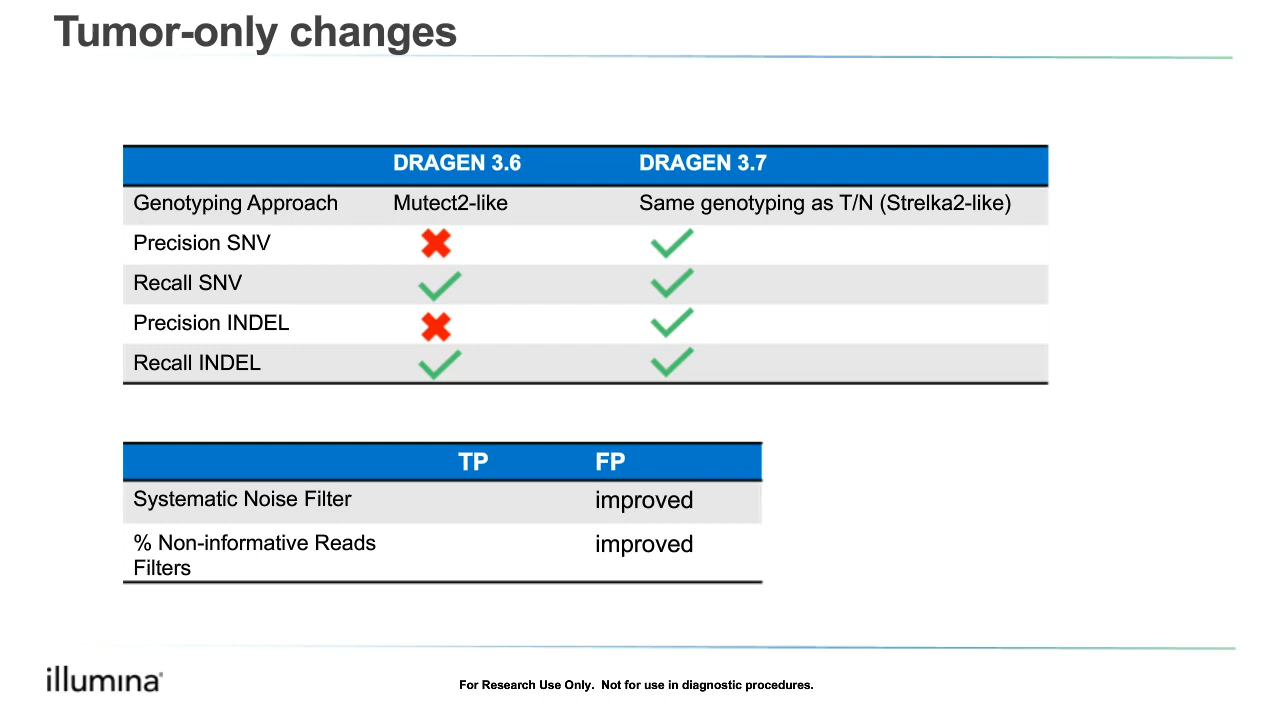 Tumor-only changes
DRAGEN 3.6 DRAGEN 3.7
Genotyping Approach Mutect2-like Same genotyping as T/N (Strelka2-like)
Precision SNV
Recall SNV
Precision INDEL
Recall INDEL
TP FP
Systematic Noise Filter improved
% Non-informative Reads improved
Filters
illumina®
For Research Use Only. Not for use in diagnostic procedures.